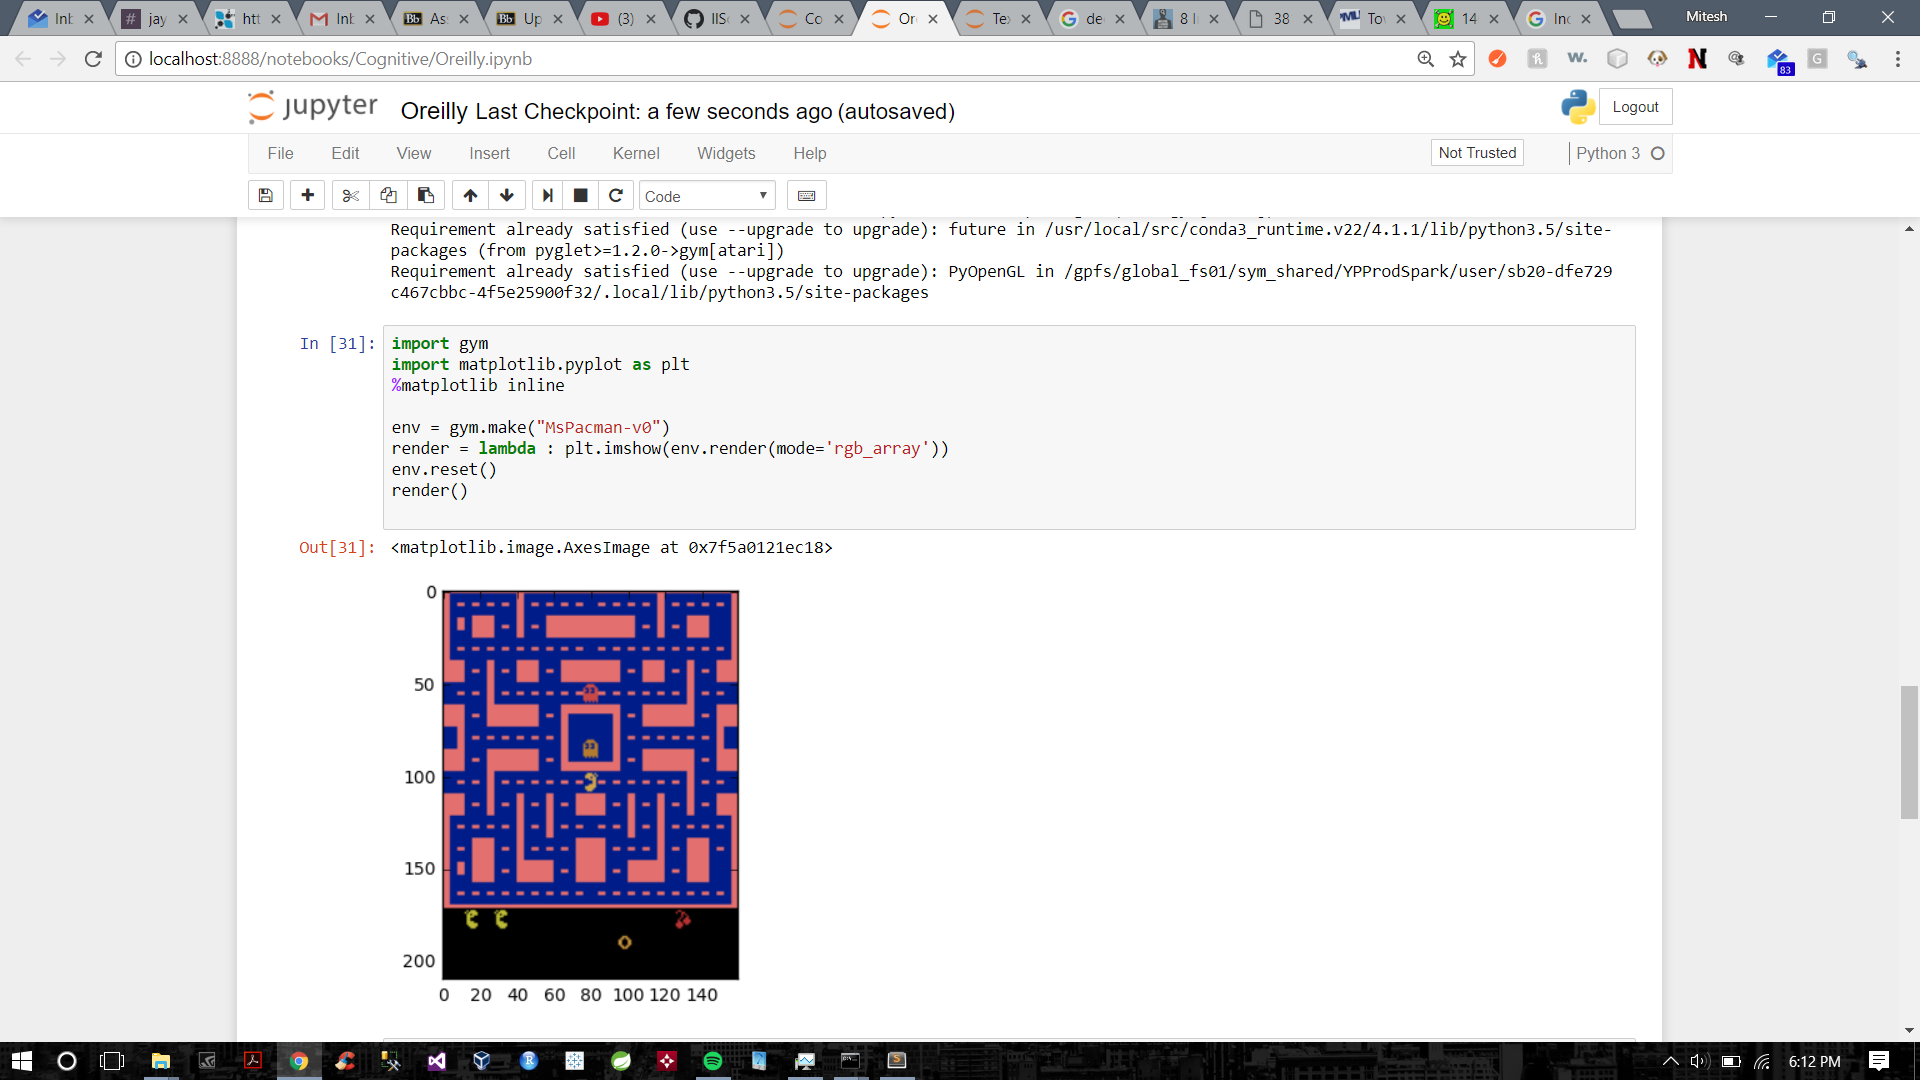 Inb
jay
htt
Inb
As
Up
(3)
IISc
Co
Ore
Tex
de
8 I
38
Tov
14
Inc
Mitesh
localhost:8888/notebooks/Cognitive/Oreilly.ipynb
83
jupyter
Oreilly Last Checkpoint: a few seconds ago (autosaved)
Logout
File Edit View Insert Cell Kernel Widgets Help
Not Trusted
Python 3
Code
Requirement already satisfied (use --upgrade to upgrade): future in /usr/local/src/conda3_runtime.v22/4.1.1/lib/python3.5/site-
packages (from pyglet>=1.2.0->gym[atari])
Requirement already satisfied (use --upgrade to upgrade): PyOpenGL in /gpfs/global_fs01/sym_shared/YPProdSpark/user/sb20-dfe729
c467cbbc-4f5e25900f32/.local/lib/python3.5/site-packages
In [31]:
import gym
import matplotlib.pyplot as plt
%matplotlib inline
env = gym.make("MsPacman-v0")
render = lambda : plt.imshow(env.render(mode='rgb_array'))
env.reset()
render()
Out[31]:
<matplotlib.image.AxesImage at 0x7f5a0121ec18>
0
50
100
150
200
0 20 40 60 80 100 120 140
6:12 PM